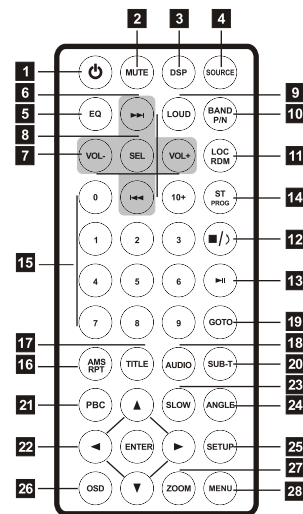 2 3 4
1 MUTE DSP SOURCE
6 9
5 EQ LOUD BAND P/N 10
8
7 VOL- SEL VOL+ LOC RDM 11
0 10+ ST PROG 14
1 2 3 12
15 4 5 6 13
7 8 9 GOTO 19
17 18
16 AMS RPT TITLE AUDIO SUB-T 20
23
21 PBC SLOW ANGLE 24
22 ENTER SETUP 25
27
26 OSD ZOOM MENU 28